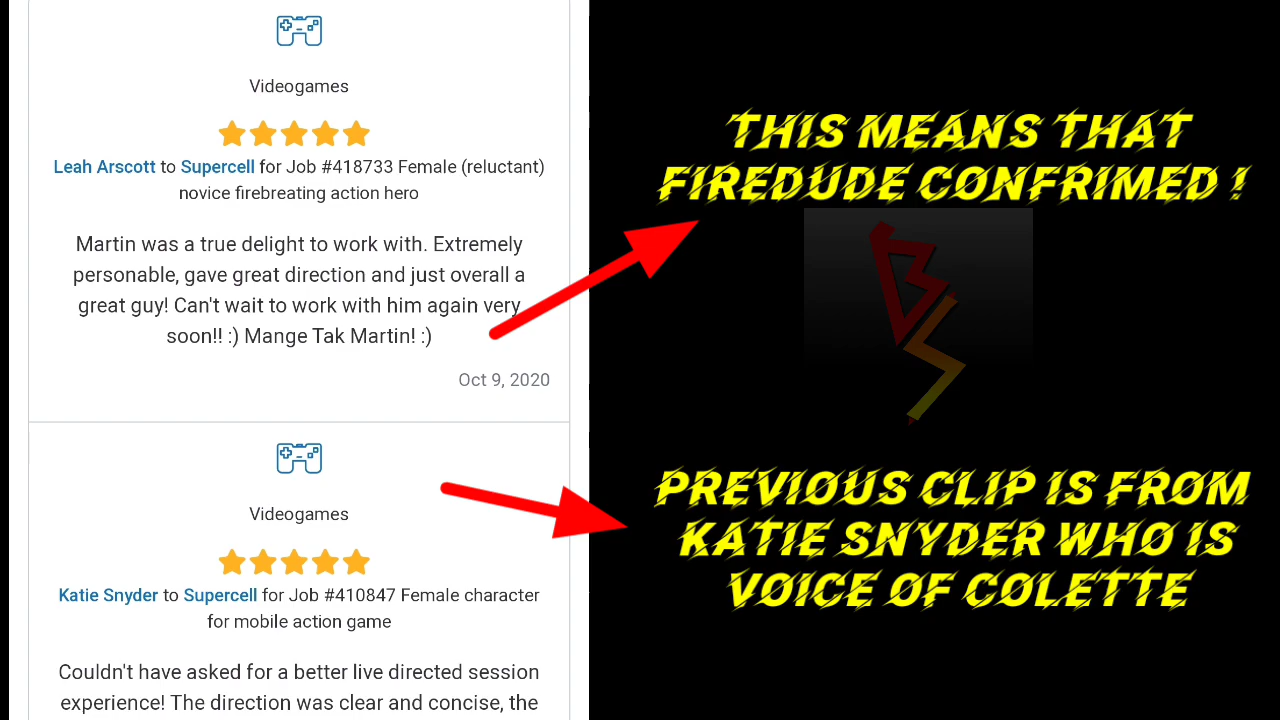 Videogames
Leah Arscott to Supercell for Job #418733 Female (reluctant)
novice firebreating action hero
Martin was a true delight to work with. Extremely
personable, gave great direction and just overall a
great guy! Can't wait to work with him again very
soon!! :) Mange Tak Martin! :)
Oct 9, 2020
Videogames
Katie Snyder to Supercell for Job #410847 Female character
for mobile action game
Couldn't have asked for a better live directed session
experience! The direction was clear and concise, the
THIS MEANS THAT
FIREDUDE CONFRIMED !
BS
PREVIOUS CLIP IS FROM
KATIE SNYDER WHO IS
VOICE OF COLETTE